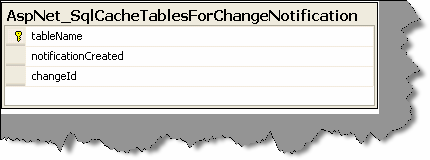 AspNet_SqlCacheTablesForChangeNotification
tableName
notificationCreated
changeId